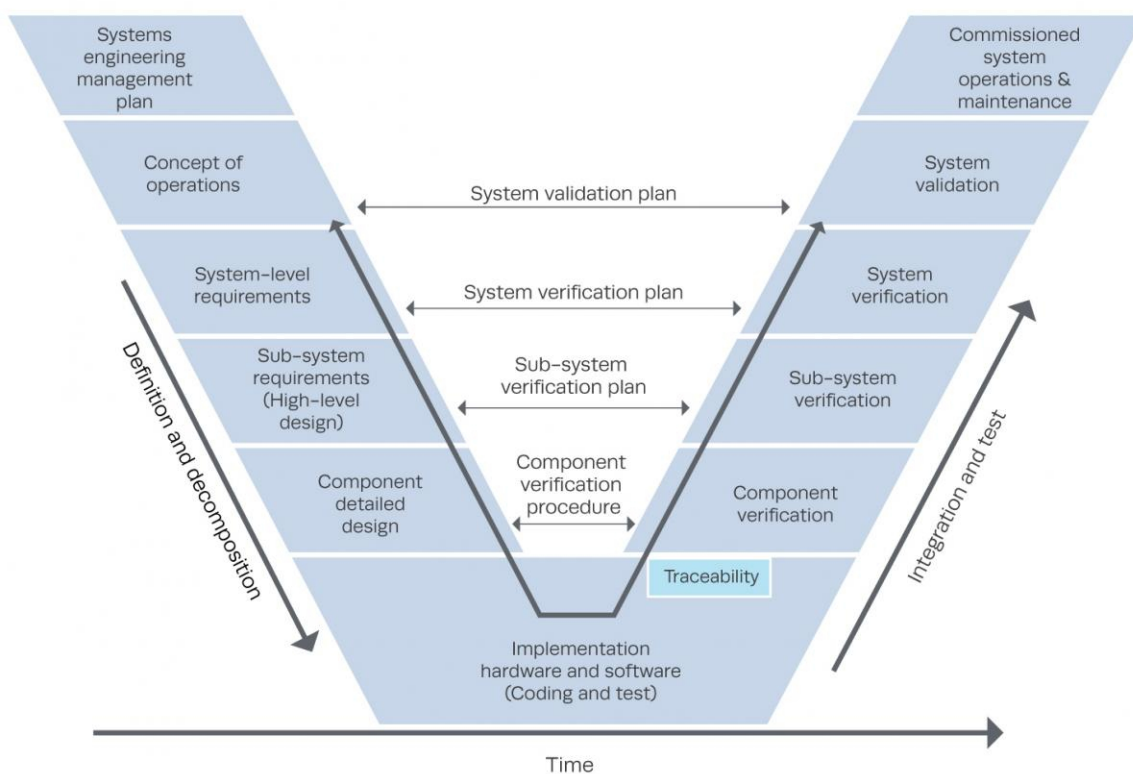 Systems
engineering
management
plan
Commissioned
system
operations &
maintenance
Concept of
operations
System validation plan
System
validation
System-level
requirements
System verification plan
System
verification
Sub-system
requirements
(High-level
design)
Sub-system
verification plan
Sub-system
verification
Component
detailed
design
Component
verification
procedure
Component
verification
Definition and decomposition
Integration and test
Traceability
Implementation
hardware and software
(Coding and test)
Time